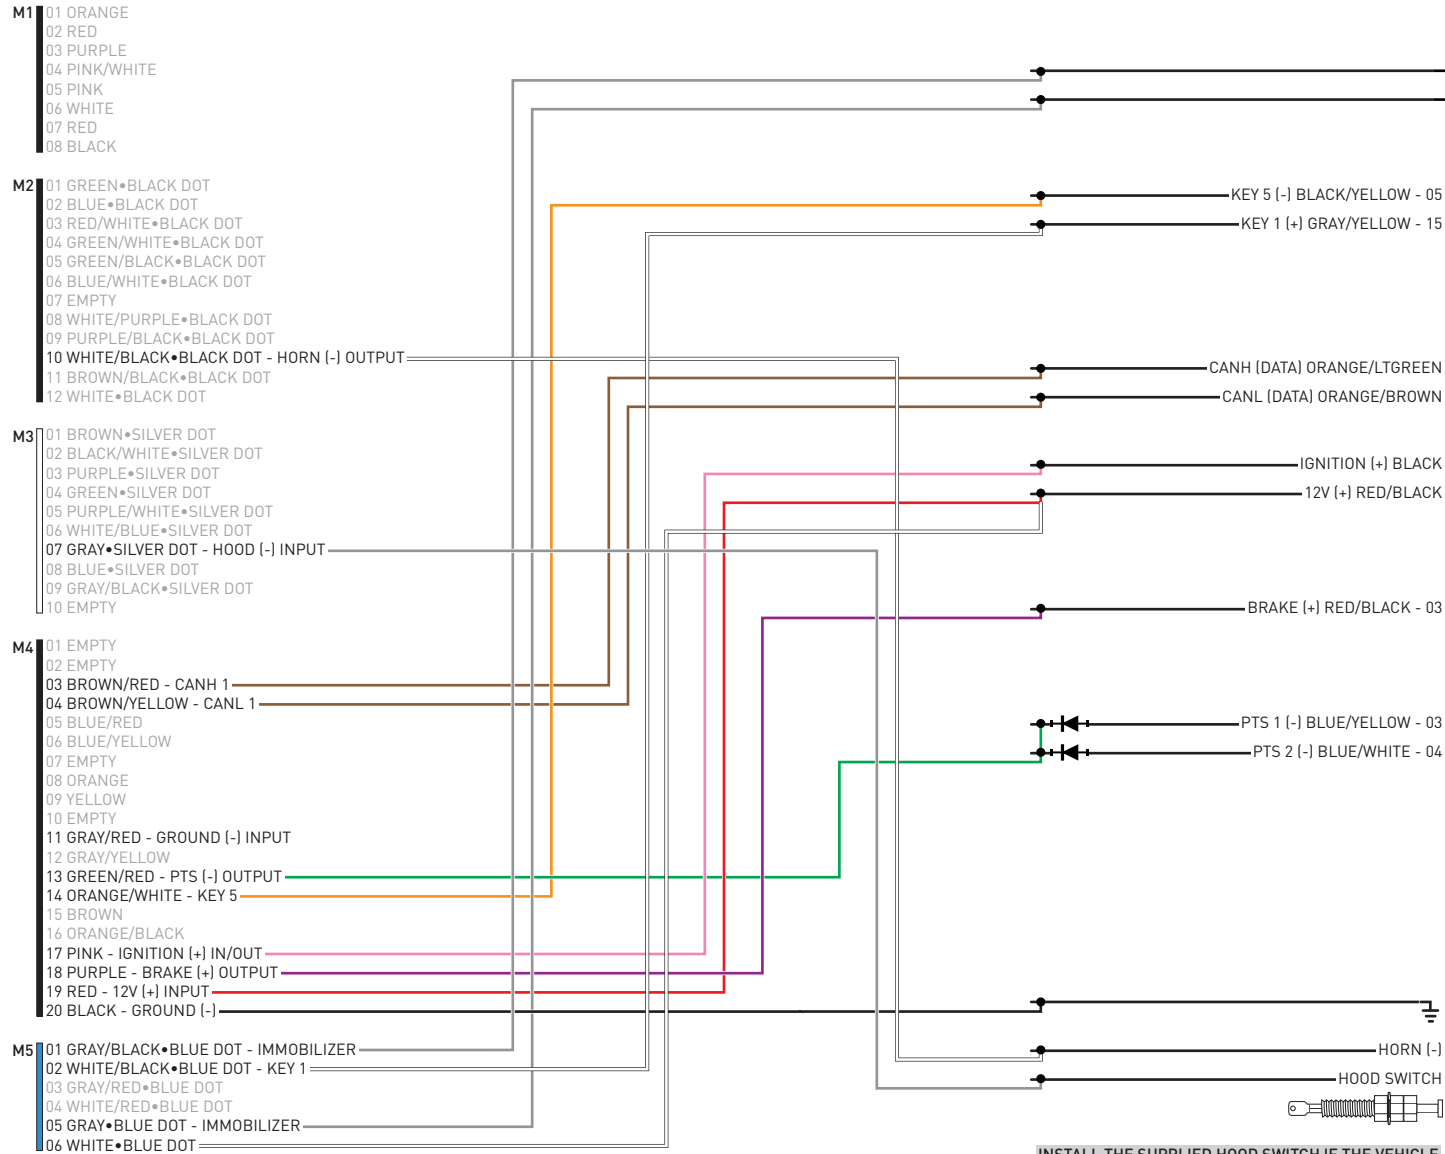 M1
01 ORANGE
02 RED
03 PURPLE
04 PINK/WHITE
05 PINK
06 WHITE
07 RED
08 BLACK
M2
01 GREEN•BLACK DOT
02 BLUE•BLACK DOT
03 RED/WHITE•BLACK DOT
04 GREEN/WHITE•BLACK DOT
05 GREEN/BLACK•BLACK DOT
06 BLUE/WHITE•BLACK DOT
07 EMPTY
08 WHITE/PURPLE•BLACK DOT
09 PURPLE/BLACK•BLACK DOT
10 WHITE/BLACK•BLACK DOT - HORN (-) OUTPUT
11 BROWN/BLACK•BLACK DOT
12 WHITE•BLACK DOT
M3
01 BROWN•SILVER DOT
02 BLACK/WHITE•SILVER DOT
03 PURPLE•SILVER DOT
04 GREEN•SILVER DOT
05 PURPLE/WHITE•SILVER DOT
06 WHITE/BLUE•SILVER DOT
07 GRAY•SILVER DOT - HOOD (-) INPUT
08 BLUE•SILVER DOT
09 GRAY/BLACK•SILVER DOT
10 EMPTY
M4
01 EMPTY
02 EMPTY
03 BROWN/RED - CANH 1
04 BROWN/YELLOW - CANL 1
05 BLUE/RED
06 BLUE/YELLOW
07 EMPTY
08 ORANGE
09 YELLOW
10 EMPTY
11 GRAY/RED - GROUND (-) INPUT
12 GRAY/YELLOW
13 GREEN/RED - PTS (-) OUTPUT
14 ORANGE/WHITE - KEY 5
15 BROWN
16 ORANGE/BLACK
17 PINK - IGNITION (+) IN/OUT
18 PURPLE - BRAKE (+) OUTPUT
19 RED - 12V (+) INPUT
20 BLACK - GROUND (-)
M5
01 GRAY/BLACK•BLUE DOT - IMMOBILIZER
02 WHITE/BLACK•BLUE DOT - KEY 1
03 GRAY/RED•BLUE DOT
04 WHITE/RED•BLUE DOT
05 GRAY•BLUE DOT - IMMOBILIZER
06 WHITE•BLUE DOT
KEY 5 (-) BLACK/YELLOW - 05
KEY 1 (+) GRAY/YELLOW - 15
CANH (DATA) ORANGE/LTGREEN
CANL (DATA) ORANGE/BROWN
IGNITION (+) BLACK
12V (+) RED/BLACK
BRAKE (+) RED/BLACK - 03
PTS 1 (-) BLUE/YELLOW - 03
PTS 2 (-) BLUE/WHITE - 04
HORN (-)
HOOD SWITCH
INSTALL THE SUPPLIED HOOD SWITCH IF THE VEHICLE